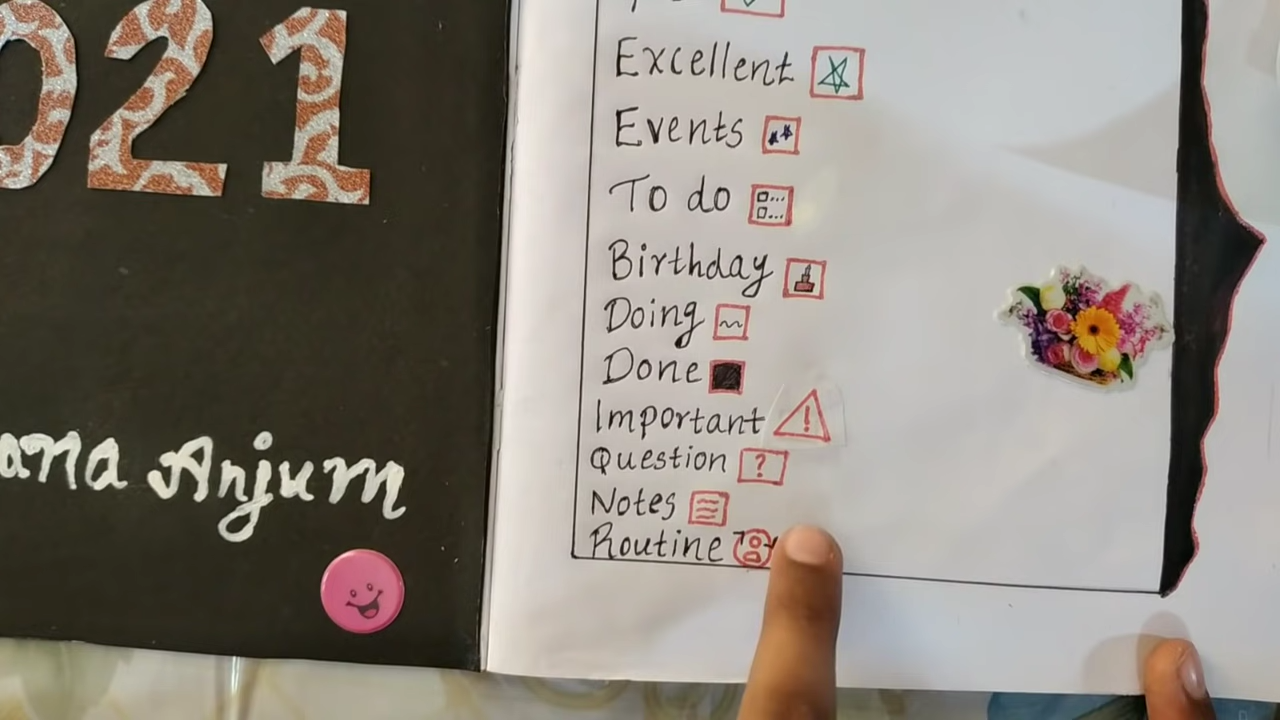 021
ana Anjum
Excellent
Events
To do
Birthday
Doing
Done
Important !
Question ?
Notes
Routine